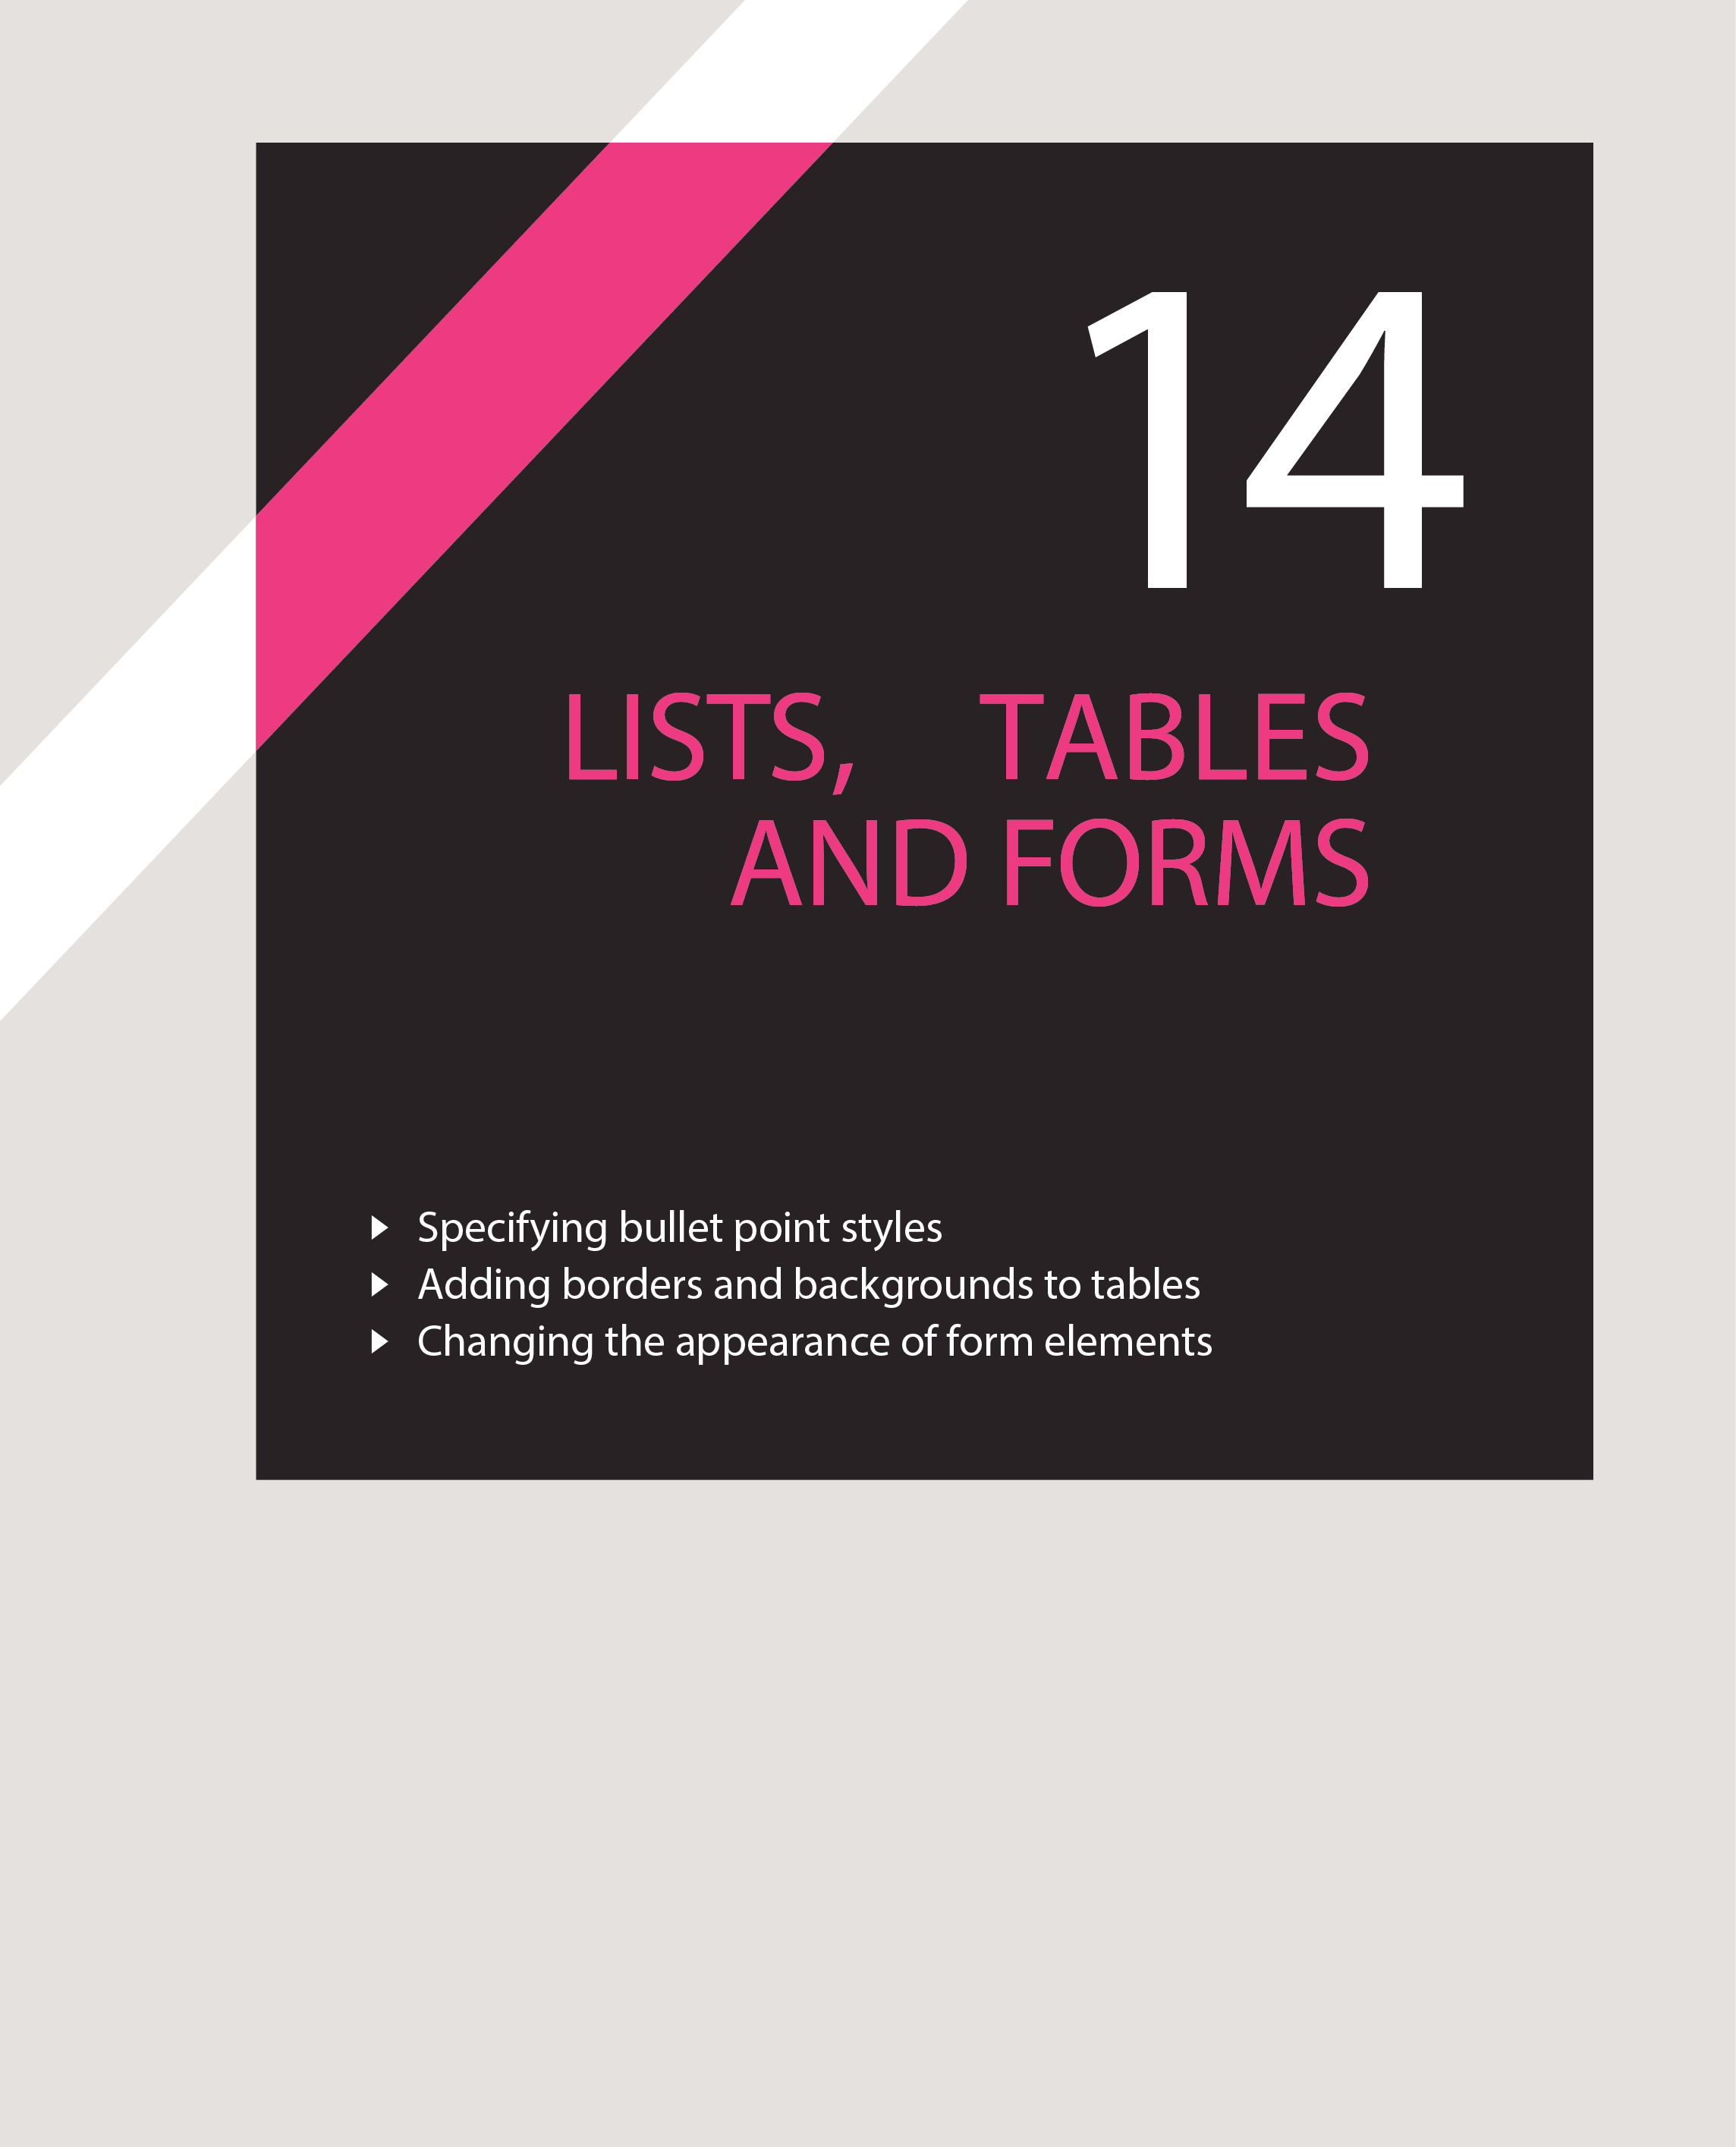 14
LISTS, TABLES
AND FORMS
Specifying bullet point styles
Adding borders and backgrounds to tables
Changing the appearance of form elements